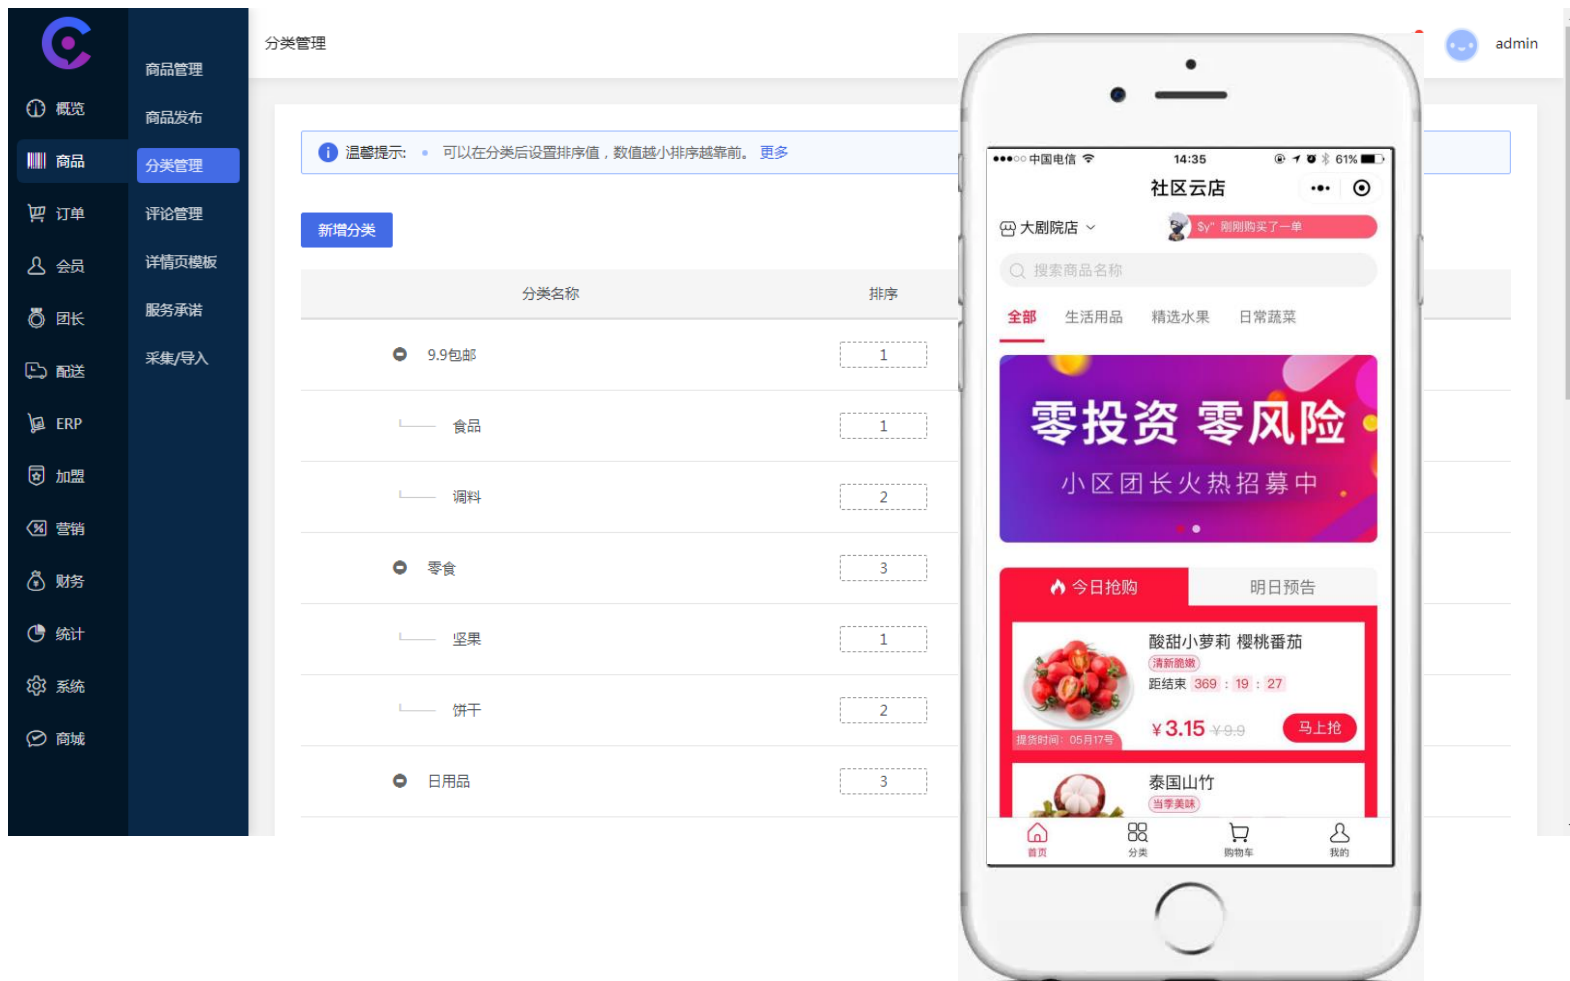 分类管理
admin
概览
商品
订单
会员
团长
配送
ERP
加盟
营销
财务
统计
系统
商城
商品管理
商品发布
分类管理
评论管理
详情页模板
服务承诺
采集/导入
温馨提示: 可以在分类后设置排序值，数值越小排序越靠前。 更多
新增分类
分类名称 排序
9.9包邮 1
食品 1
调料 2
零食 3
坚果 1
饼干 2
日用品 3
中国电信 14:35 61%
社区云店
大剧院店
$y" 刚刚购买了一单
搜索商品名称
全部 生活用品 精选水果 日常蔬菜
零投资 零风险
小区团长火热招募中
今日抢购 明日预告
酸甜小萝莉 樱桃番茄
清新脆嫩
距结束 369 : 19 : 27
¥3.15 ¥9.9 马上抢
提货时间：05月17号
泰国山竹
当季美味
首页 分类 购物车 我的